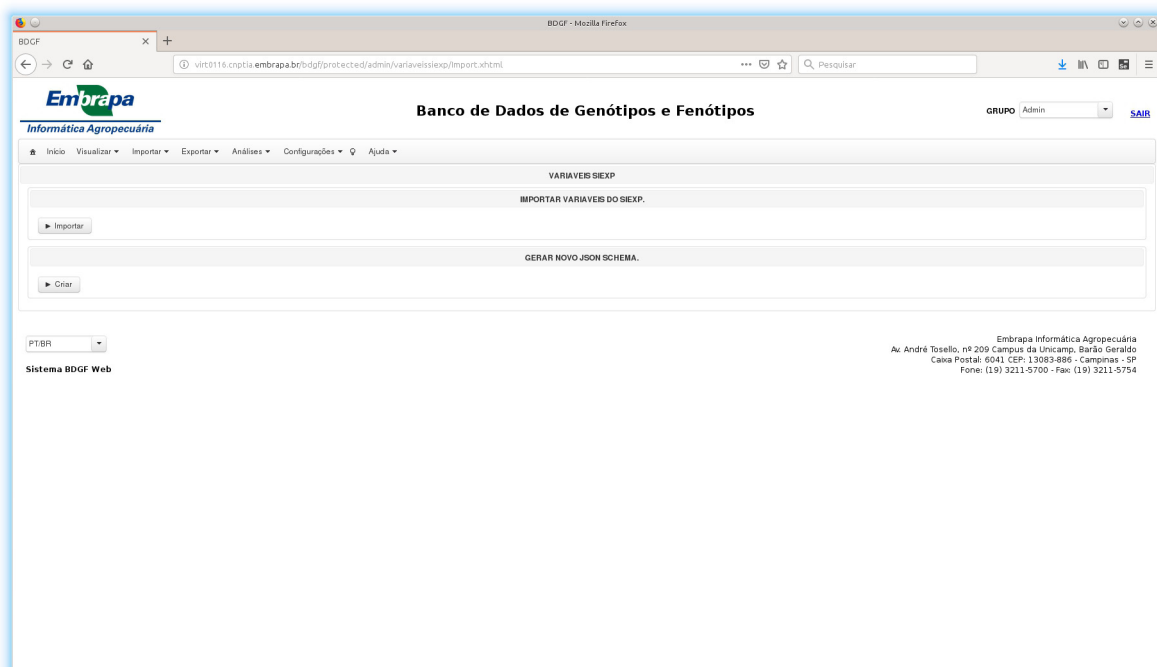 BDGF - Mozilla Firefox
BDGF
virt0116.cnptia.embrapa.br/bdgf/protected/admin/variaveissiexp/import.xhtml
Pesquisar
Embrapa
Informática Agropecuária
Banco de Dados de Genótipos e Fenótipos
GRUPO Admin
SAIR
Início Visualizar Importar Exportar Análises Configurações Ajuda
VARIAVEIS SIEXP
IMPORTAR VARIAVEIS DO SIEXP.
Importar
GERAR NOVO JSON SCHEMA.
Criar
PT/BR
Sistema BDGF Web
Embrapa Informática Agropecuária
Av. André Tosello, nº 209 Campus da Unicamp, Barão Geraldo
Caixa Postal: 6041 CEP: 13083-886 - Campinas - SP
Fone: (19) 3211-5700 - Fax: (19) 3211-5754